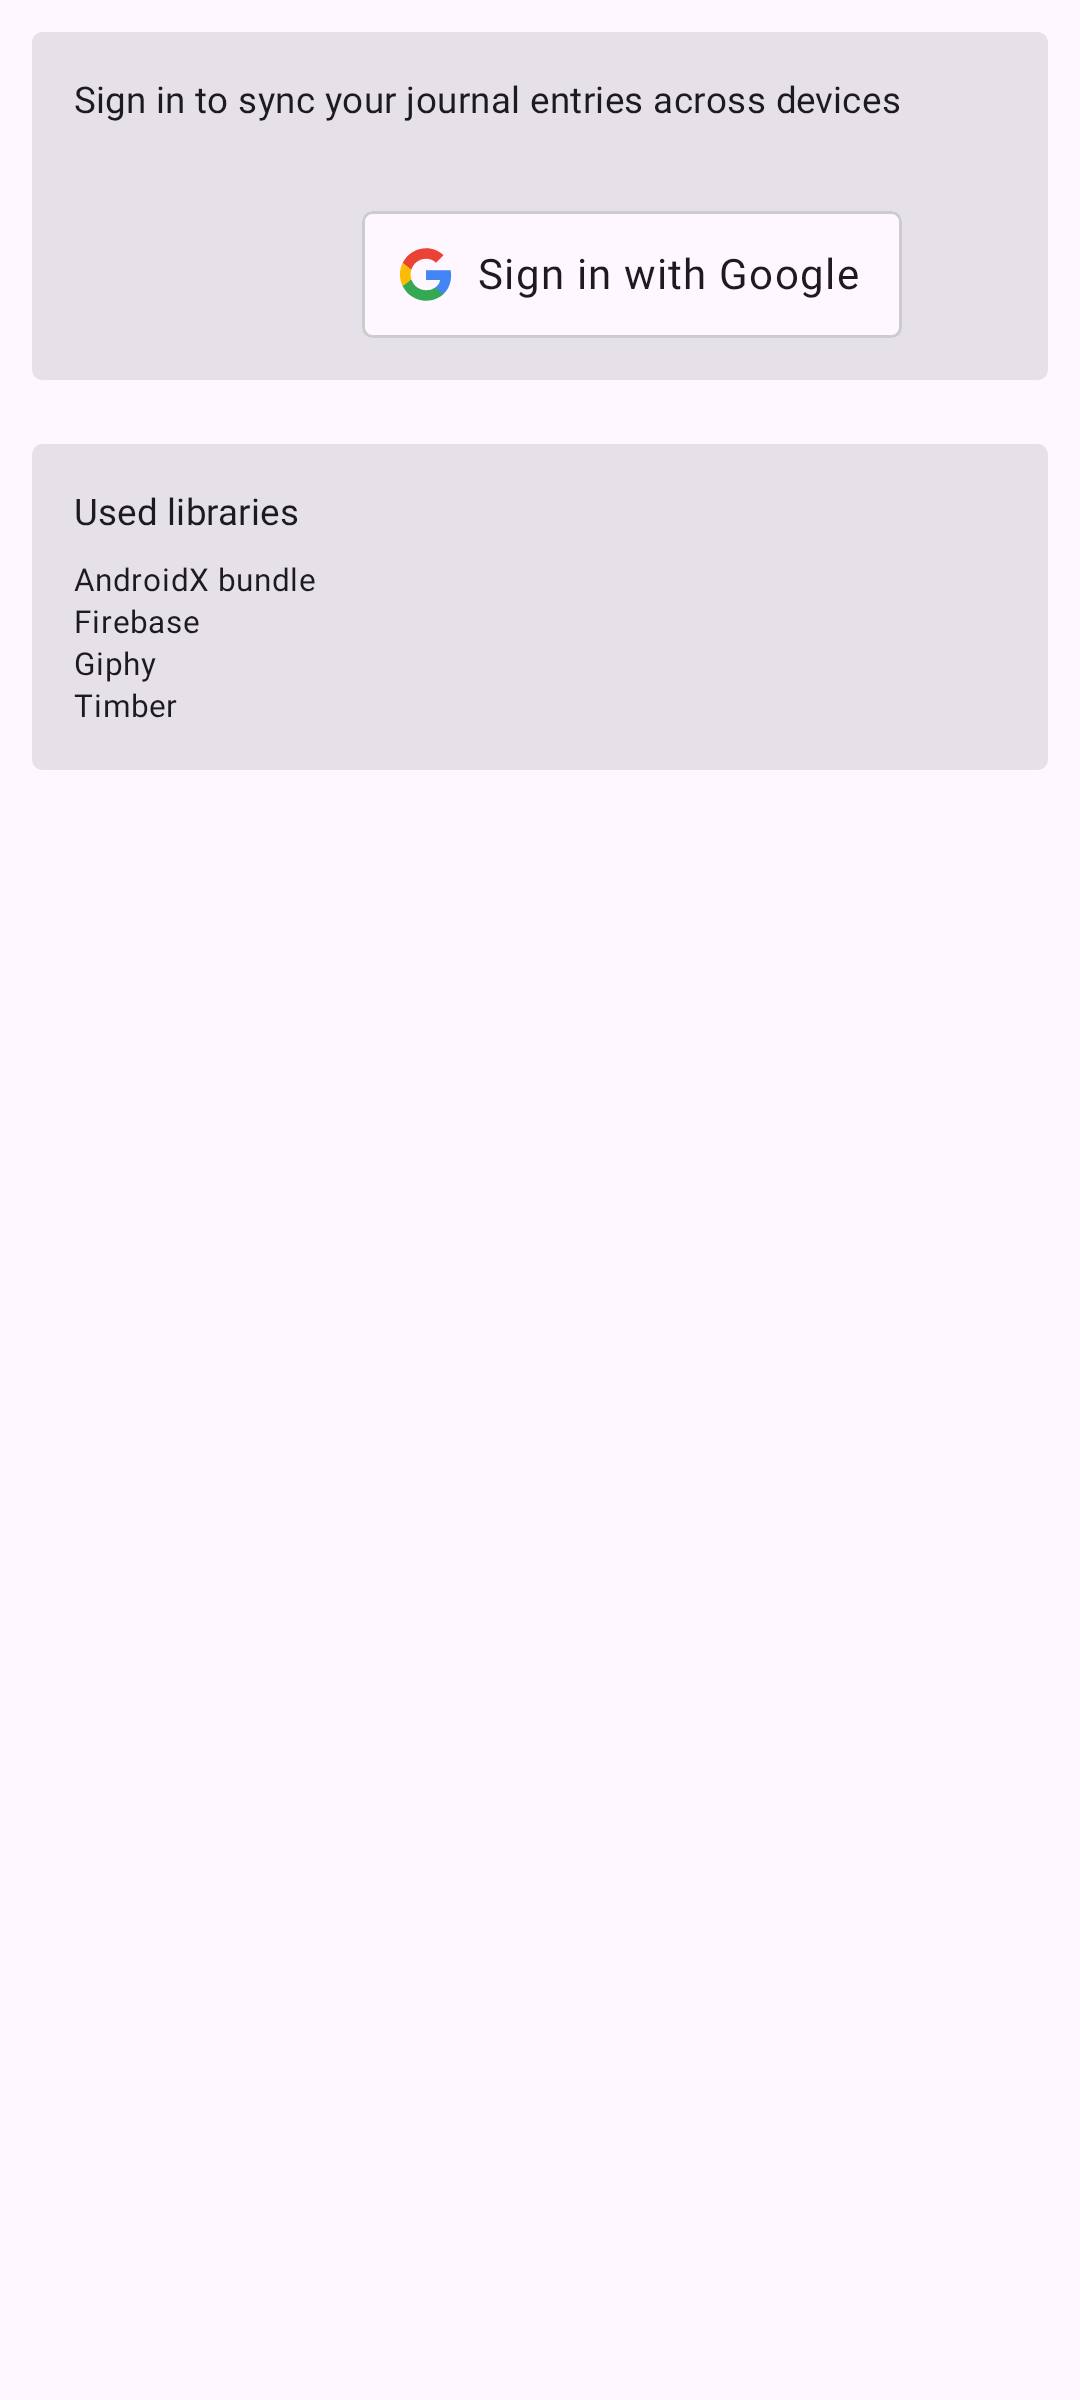 Sign in to sync your journal entries across devices
Sign in with Google
Used libraries
AndroidX bundle
Firebase
Giphy
Timber